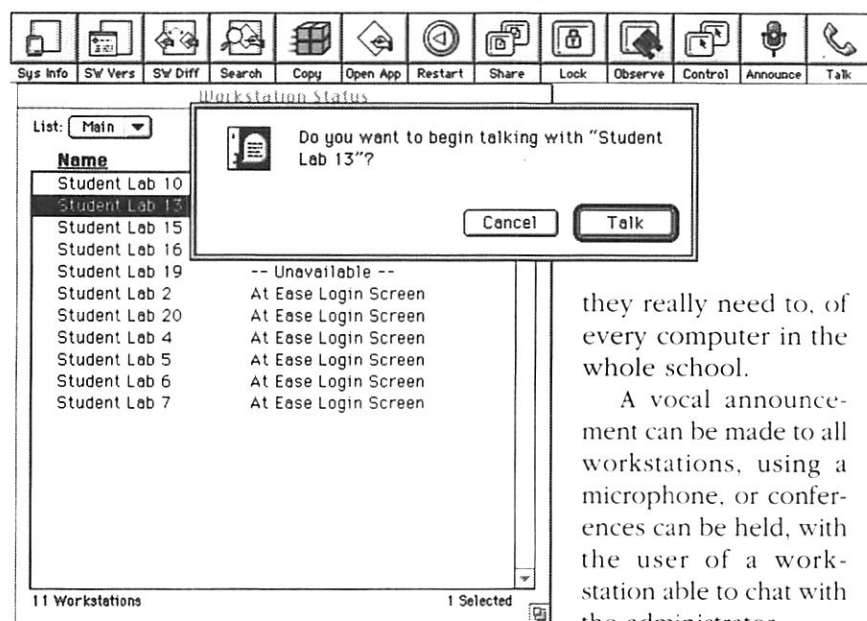 Sys Info SW Vers SW Diff Search Copy Open App Restart Share Lock Observe Control Announce Talk
Workstation Status
List: Main
Do you want to begin talking with "Student
Lab 13"?
Cancel Talk
Name
Student Lab 10
Student Lab 13
Student Lab 15
Student Lab 16
Student Lab 19 -- Unavailable --
Student Lab 2 At Ease Login Screen
Student Lab 20 At Ease Login Screen
Student Lab 4 At Ease Login Screen
Student Lab 5 At Ease Login Screen
Student Lab 6 At Ease Login Screen
Student Lab 7 At Ease Login Screen
11 Workstations 1 Selected
they really need to, of
every computer in the
whole school.
A vocal announce-
ment can be made to all
workstations, using a
microphone, or confer-
ences can be held, with
the user of a work-
station able to chat with
the administrator